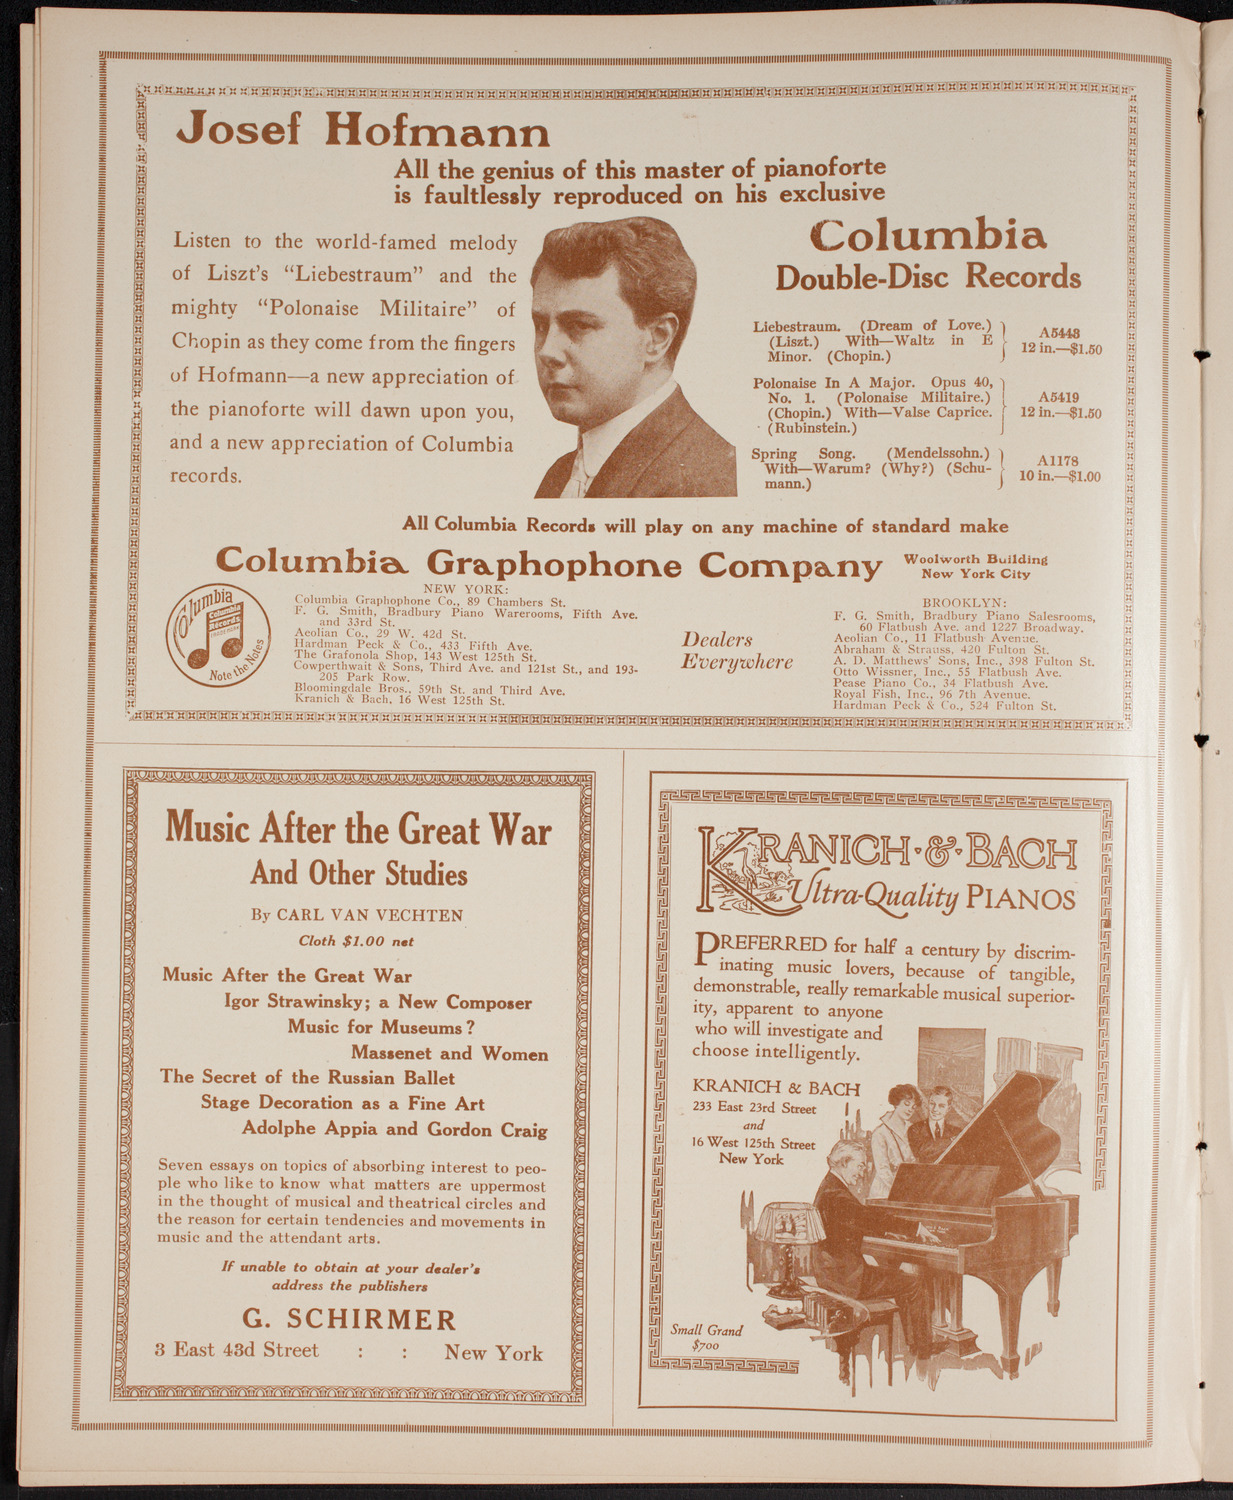 Josef Hofmann
All the genius of this master of pianoforte
is faultlessly reproduced on his exclusive
Listen to the world-famed melody
of Liszt's "Liebestraum" and the
mighty "Polonaise Militaire" of
Chopin as they come from the fingers
of Hofmann—a new appreciation of
the pianoforte will dawn upon you,
and a new appreciation of Columbia
records.
Columbia
Double-Disc Records
Liebestraum. (Dream of Love.)
(Liszt.) With—Waltz in E
Minor. (Chopin.)
A5448
12 in.—$1.50
Polonaise In A Major. Opus 40,
No. 1. (Polonaise Militaire.)
(Chopin.) With—Valse Caprice.
(Rubinstein.)
A5419
12 in.—$1.50
Spring Song. (Mendelssohn.)
With—Warum? (Why?) (Schu-
mann.)
A1178
10 in.—$1.00
All Columbia Records will play on any machine of standard make
Columbia Graphophone Company
Woolworth Building
New York City
Columbia
Columbia
Records
Note the Notes
NEW YORK:
Columbia Graphophone Co., 89 Chambers St.
F. G. Smith, Bradbury Piano Warerooms, Fifth Ave.
and 33rd St.
Aeolian Co., 29 W. 42d St.
Hardman Peck & Co., 433 Fifth Ave.
The Grafonola Shop, 143 West 125th St.
Cowperthwait & Sons, Third Ave. and 121st St., and 193-
205 Park Row.
Bloomingdale Bros., 59th St. and Third Ave.
Kranich & Bach, 16 West 125th St.
Dealers
Everywhere
BROOKLYN:
F. G. Smith, Bradbury Piano Salesrooms,
60 Flatbush Ave. and 1227 Broadway.
Aeolian Co., 11 Flatbush Avenue.
Abraham & Strauss, 420 Fulton St.
A. D. Matthews' Sons, Inc., 398 Fulton St.
Otto Wissner, Inc., 55 Flatbush Ave.
Pease Piano Co., 34 Flatbush Ave.
Royal Fish, Inc., 96 7th Avenue.
Hardman Peck & Co., 524 Fulton St.
Music After the Great War
And Other Studies
By CARL VAN VECHTEN
Cloth $1.00 net
Music After the Great War
Igor Strawinsky; a New Composer
Music for Museums?
Massenet and Women
The Secret of the Russian Ballet
Stage Decoration as a Fine Art
Adolphe Appia and Gordon Craig
Seven essays on topics of absorbing interest to peo-
ple who like to know what matters are uppermost
in the thought of musical and theatrical circles and
the reason for certain tendencies and movements in
music and the attendant arts.
If unable to obtain at your dealer's
address the publishers
G. SCHIRMER
3 East 43d Street : : New York
KRANICH·&·BACH
Ultra-Quality PIANOS
PREFERRED for half a century by discrim-
inating music lovers, because of tangible,
demonstrable, really remarkable musical superior-
ity, apparent to anyone
who will investigate and
choose intelligently.
KRANICH & BACH
233 East 23rd Street
and
16 West 125th Street
New York
Small Grand
$700